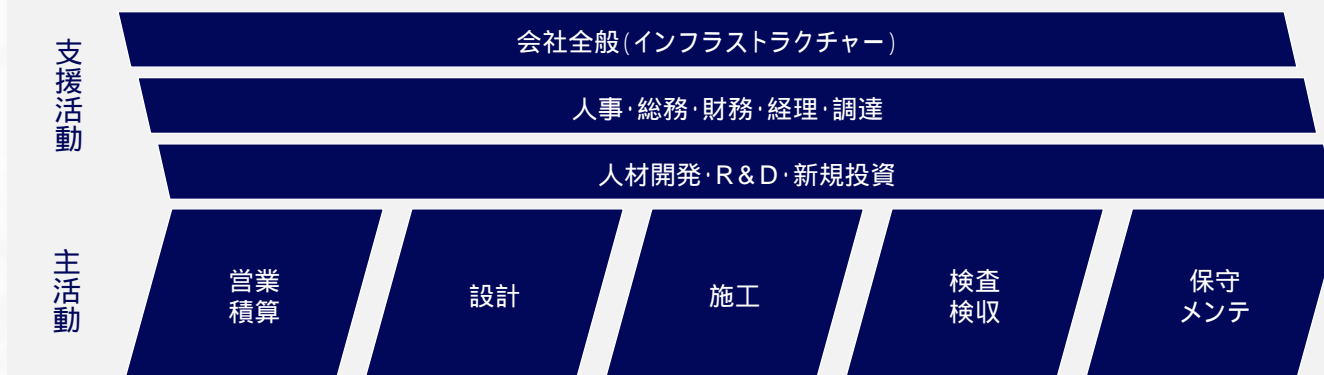 支援活動
会社全般(インフラストラクチャー)
人事・総務・財務・経理・調達
人材開発・R&D・新規投資
主活動
営業
積算
設計
施工
検査
検収
保守
メンテ